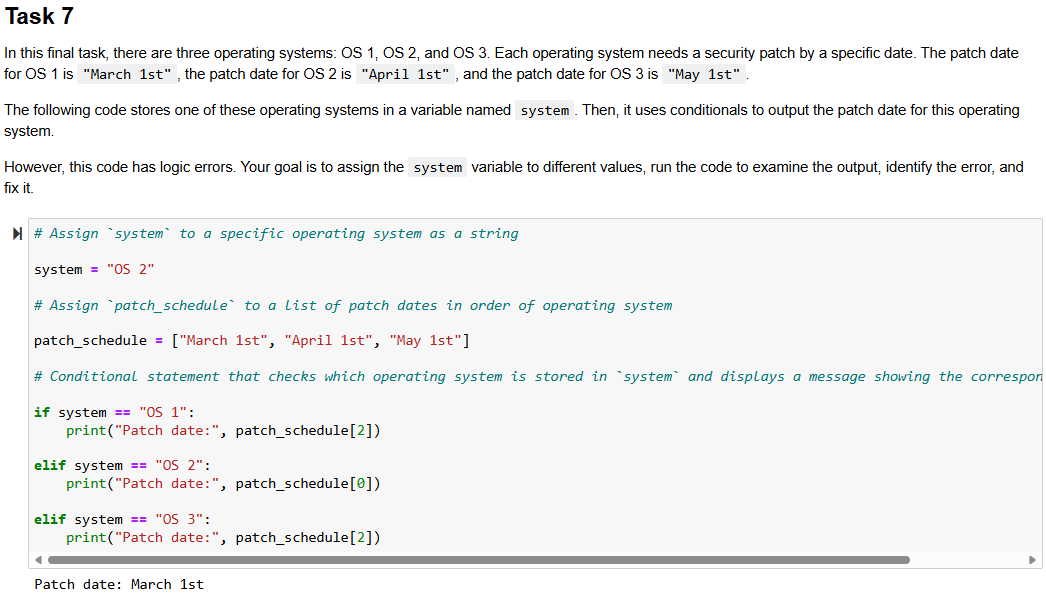 Task 7
In this final task, there are three operating systems: OS 1, OS 2, and OS 3. Each operating system needs a security patch by a specific date. The patch date
for OS 1 is "March 1st" , the patch date for OS 2 is "April 1st" , and the patch date for OS 3 is "May 1st" .
The following code stores one of these operating systems in a variable named system . Then, it uses conditionals to output the patch date for this operating
system.
However, this code has logic errors. Your goal is to assign the system variable to different values, run the code to examine the output, identify the error, and
fix it.
# Assign `system` to a specific operating system as a string
system = "OS 2"
# Assign `patch_schedule` to a list of patch dates in order of operating system
patch_schedule = ["March 1st", "April 1st", "May 1st"]
# Conditional statement that checks which operating system is stored in `system` and displays a message showing the correspon
if system == "OS 1":
    print("Patch date:", patch_schedule[2])
elif system == "OS 2":
    print("Patch date:", patch_schedule[0])
elif system == "OS 3":
    print("Patch date:", patch_schedule[2])
Patch date: March 1st